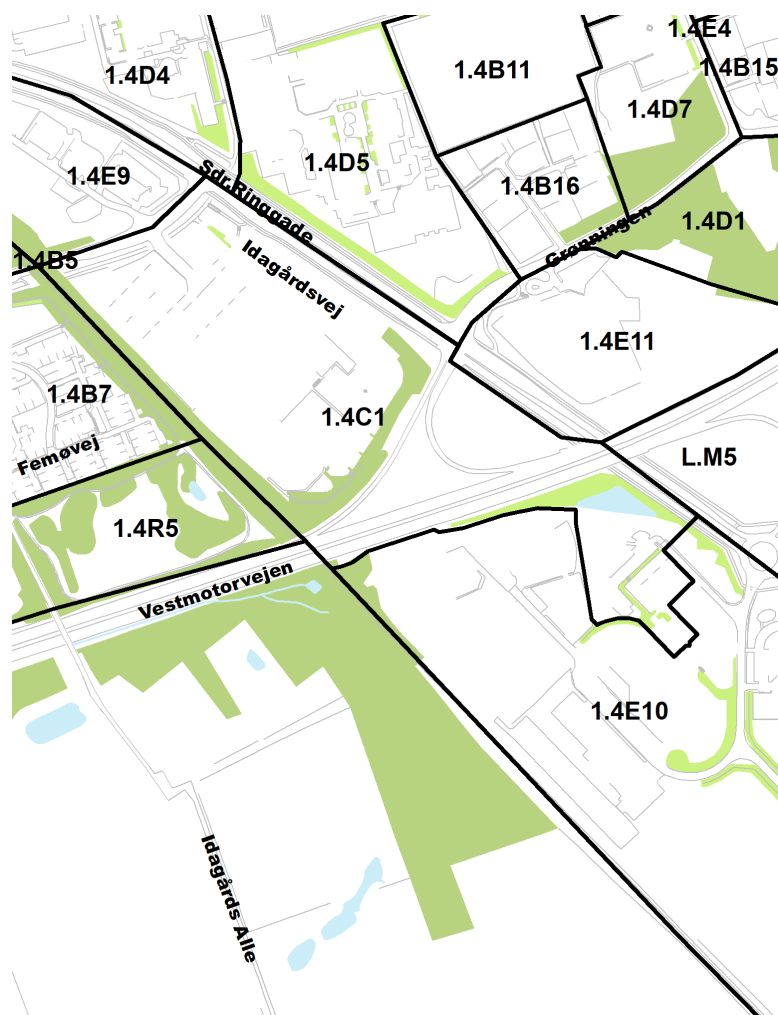 1.4E4
1.4D4
1.4B11
1.4B15
1.4D7
1.4E9
1.4D5
1.4B16
Sdr.Ringgade
1.4D1
Grønningen
1.4B5
Idagårdsvej
1.4E11
1.4B7
1.4C1
Femøvej
L.M5
1.4R5
Vestmotorvejen
1.4E10
Idagårds Alle